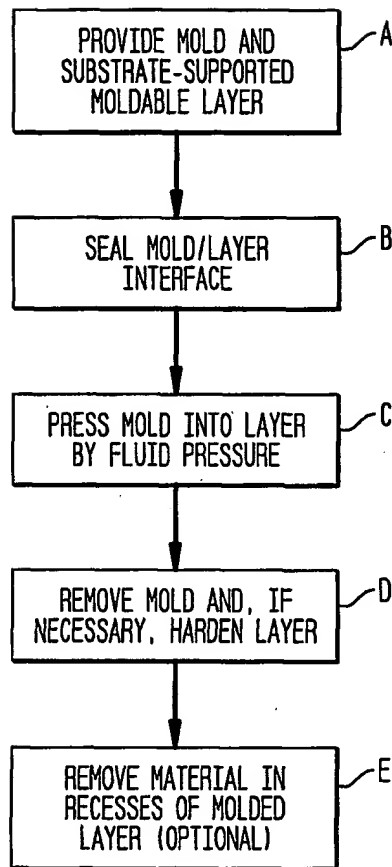 PROVIDE MOLD AND
SUBSTRATE-SUPPORTED
MOLDABLE LAYER
A
SEAL MOLD/LAYER
INTERFACE
B
PRESS MOLD INTO LAYER
BY FLUID PRESSURE
C
REMOVE MOLD AND, IF
NECESSARY, HARDEN LAYER
D
REMOVE MATERIAL IN
RECESSES OF MOLDED
LAYER (OPTIONAL)
E